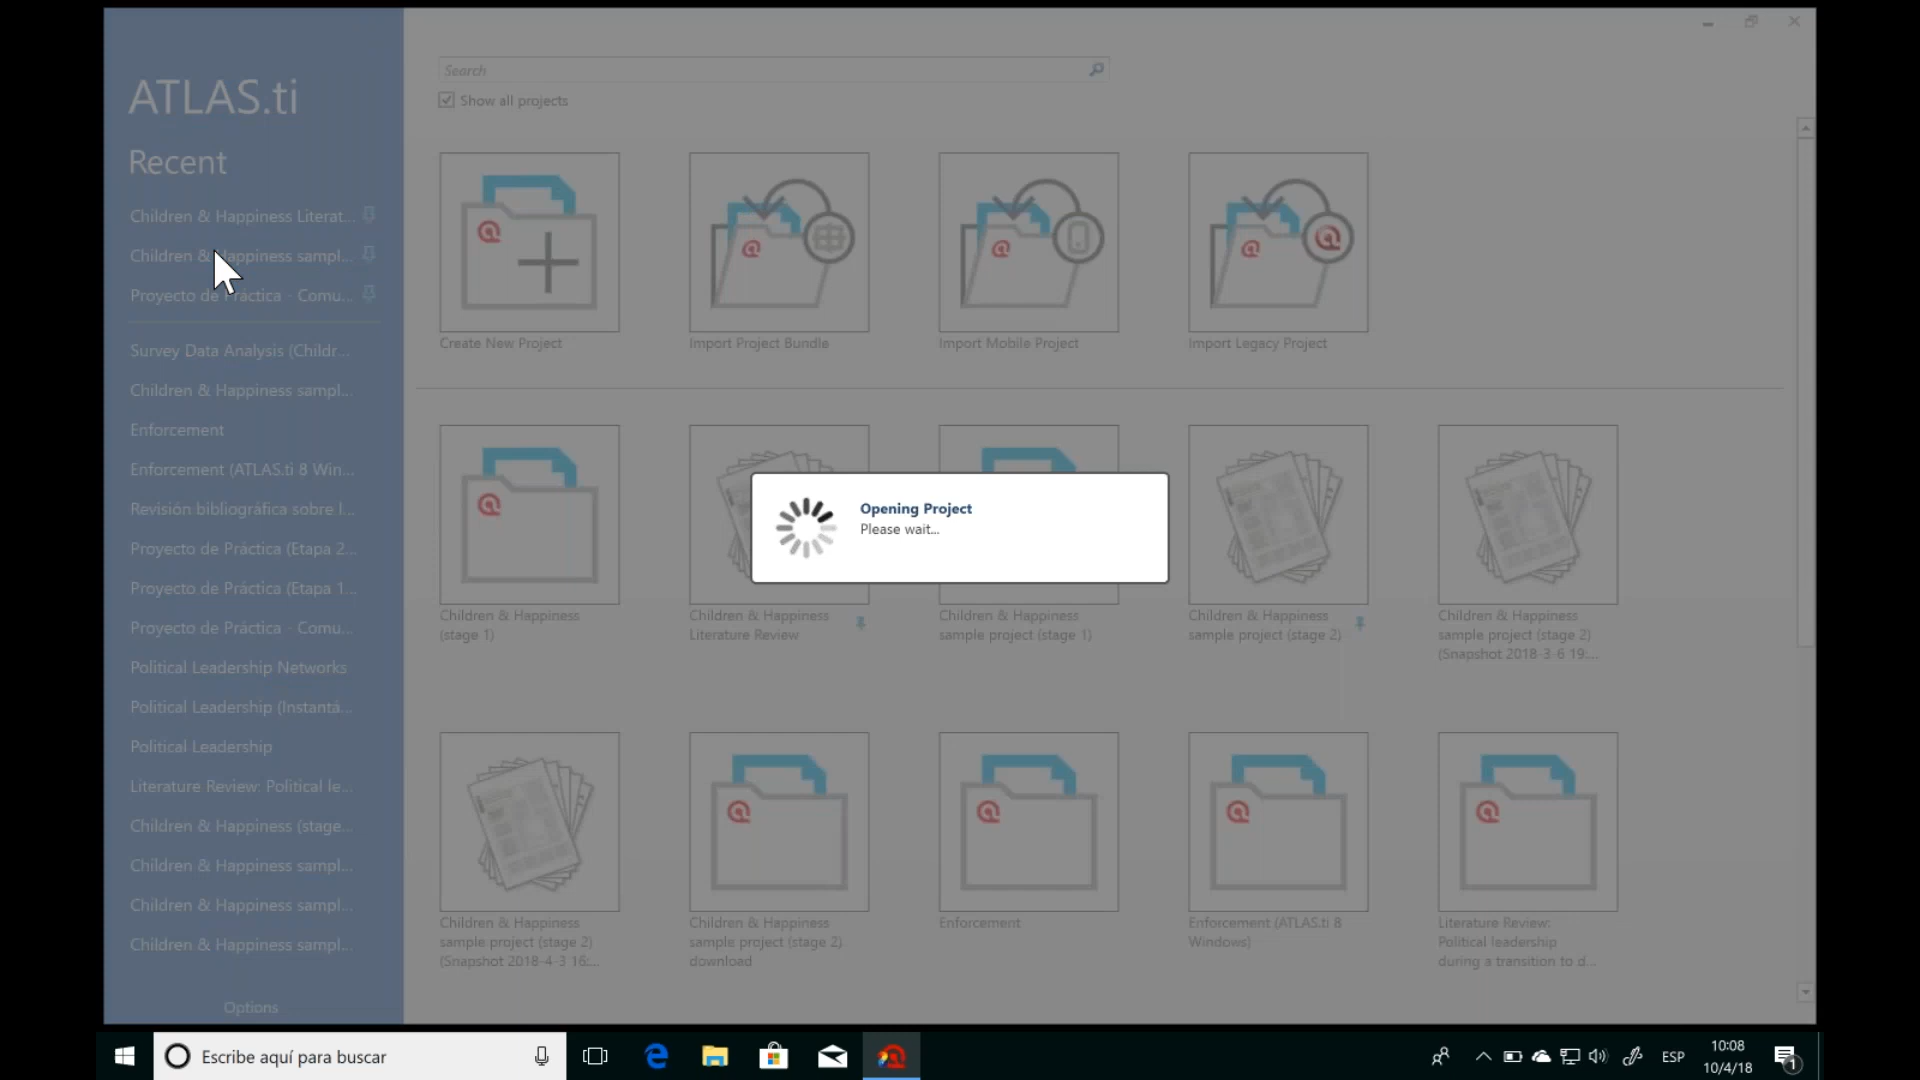 ATLAS.ti
Recent
Children & Happiness Literat...
Children & Happiness sampl...
Proyecto de Práctica - Comu...
Survey Data Analysis (Childr...
Children & Happiness sampl...
Enforcement
Enforcement (ATLAS.ti 8 Win...
Revisión bibliográfica sobre l...
Proyecto de Práctica (Etapa 2...
Proyecto de Práctica (Etapa 1...
Proyecto de Práctica - Comu...
Political Leadership Networks
Political Leadership (Instantá...
Political Leadership
Literature Review: Political le...
Children & Happiness (stage...
Children & Happiness sampl...
Children & Happiness sampl...
Children & Happiness sampl...
Options
Search
Show all projects
Create New Project
Import Project Bundle
Import Mobile Project
Import Legacy Project
Opening Project
Please wait...
Children & Happiness
(stage 1)
Children & Happiness
Literature Review
Children & Happiness
sample project (stage 1)
Children & Happiness
sample project (stage 2)
Children & Happiness
sample project (stage 2)
(Snapshot 2018-3-6 19:...
Children & Happiness
sample project (stage 2)
(Snapshot 2018-4-3 16:...
Children & Happiness
sample project (stage 2)
download
Enforcement
Enforcement (ATLAS.ti 8
Windows)
Literature Review:
Political leadership
during a transition to d...
Escribe aquí para buscar
ESP
10:08
10/4/18
1